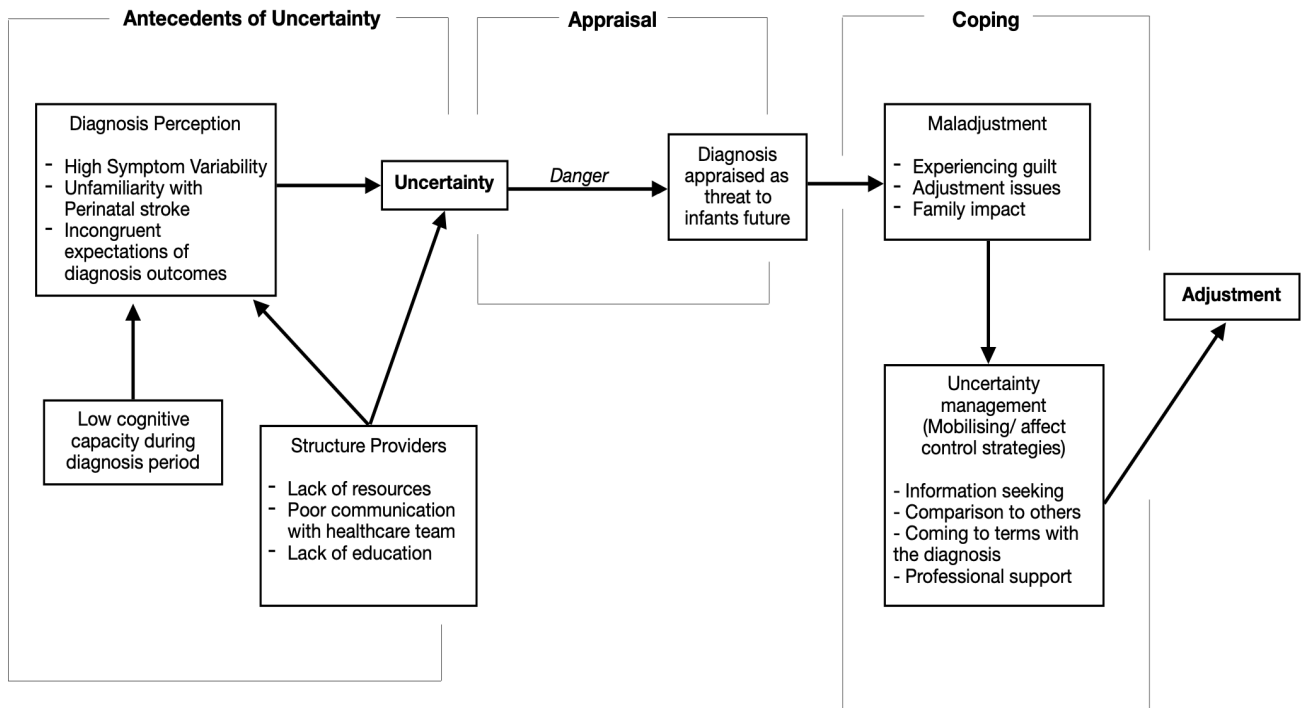 Antecedents of Uncertainty
Appraisal
Coping
Diagnosis Perception
- High Symptom Variability
- Unfamiliarity with
Perinatal stroke
- Incongruent
expectations of
diagnosis outcomes
Uncertainty
Danger
Diagnosis
appraised as
threat to
infants future
Maladjustment
- Experiencing guilt
- Adjustment issues
- Family impact
Adjustment
Low cognitive
capacity during
diagnosis period
Structure Providers
- Lack of resources
- Poor communication
with healthcare team
- Lack of education
Uncertainty
management
(Mobilising/ affect
control strategies)
- Information seeking
- Comparison to others
- Coming to terms with
the diagnosis
- Professional support